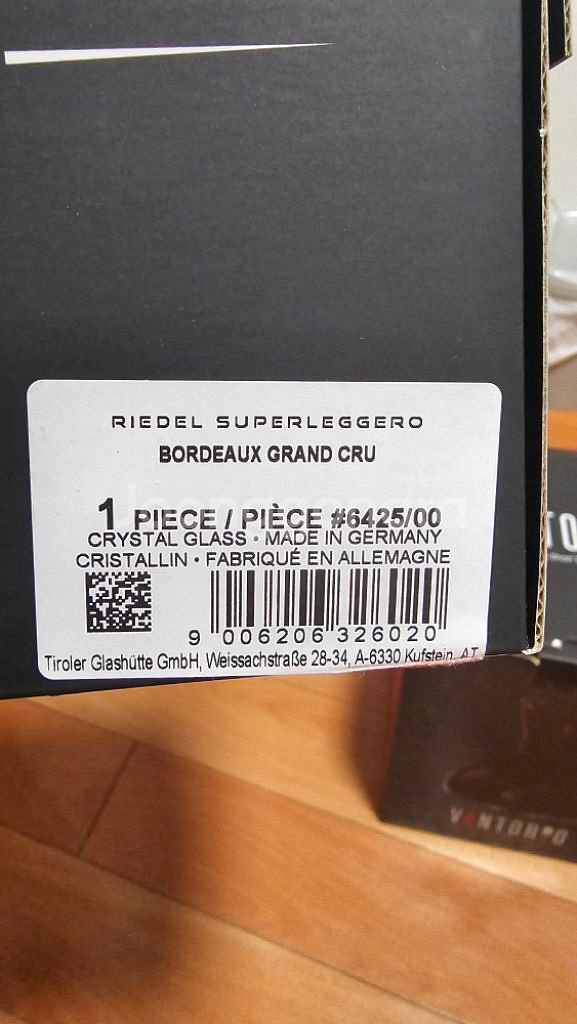 RIEDEL SUPERLEGGERO
BORDEAUX GRAND CRU
1 PIECE / PIÈCE #6425/00
CRYSTAL GLASS • MADE IN GERMANY
CRISTALLIN • FABRIQUÉ EN ALLEMAGNE
9 006206 326020
Tiroler Glashütte GmbH, Weissachstraße 28-34, A-6330 Kufstein, AT
TO